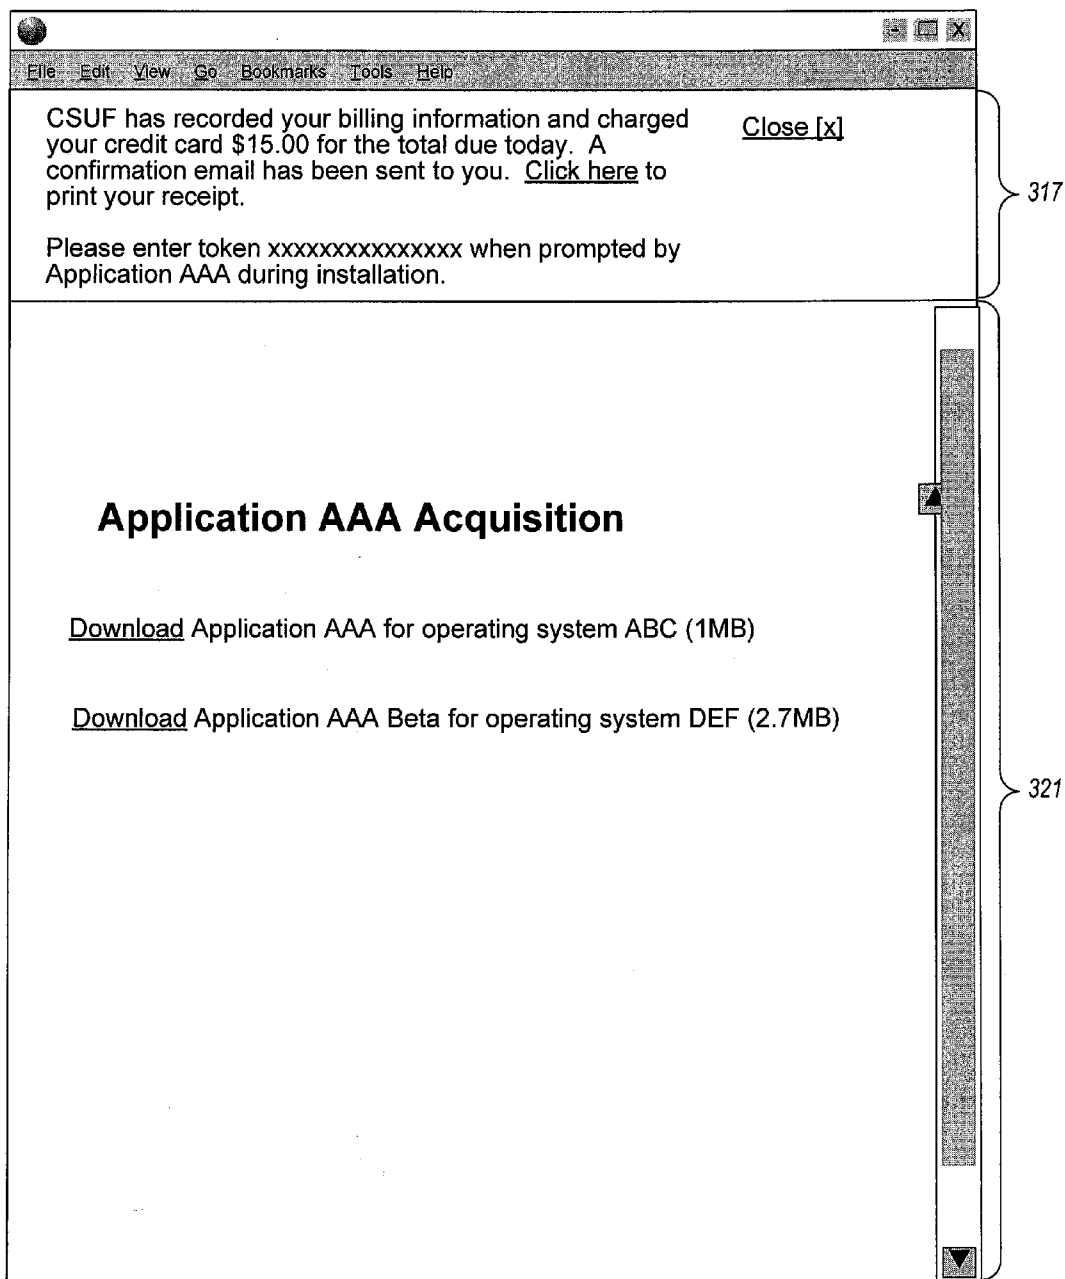 - X
File Edit View Go Bookmarks Tools Help
CSUF has recorded your billing information and charged
your credit card $15.00 for the total due today. A
confirmation email has been sent to you. Click here to
print your receipt.
Close [x]
317
Please enter token xxxxxxxxxxxxxxx when prompted by
Application AAA during installation.
Application AAA Acquisition
Download Application AAA for operating system ABC (1MB)
Download Application AAA Beta for operating system DEF (2.7MB)
321